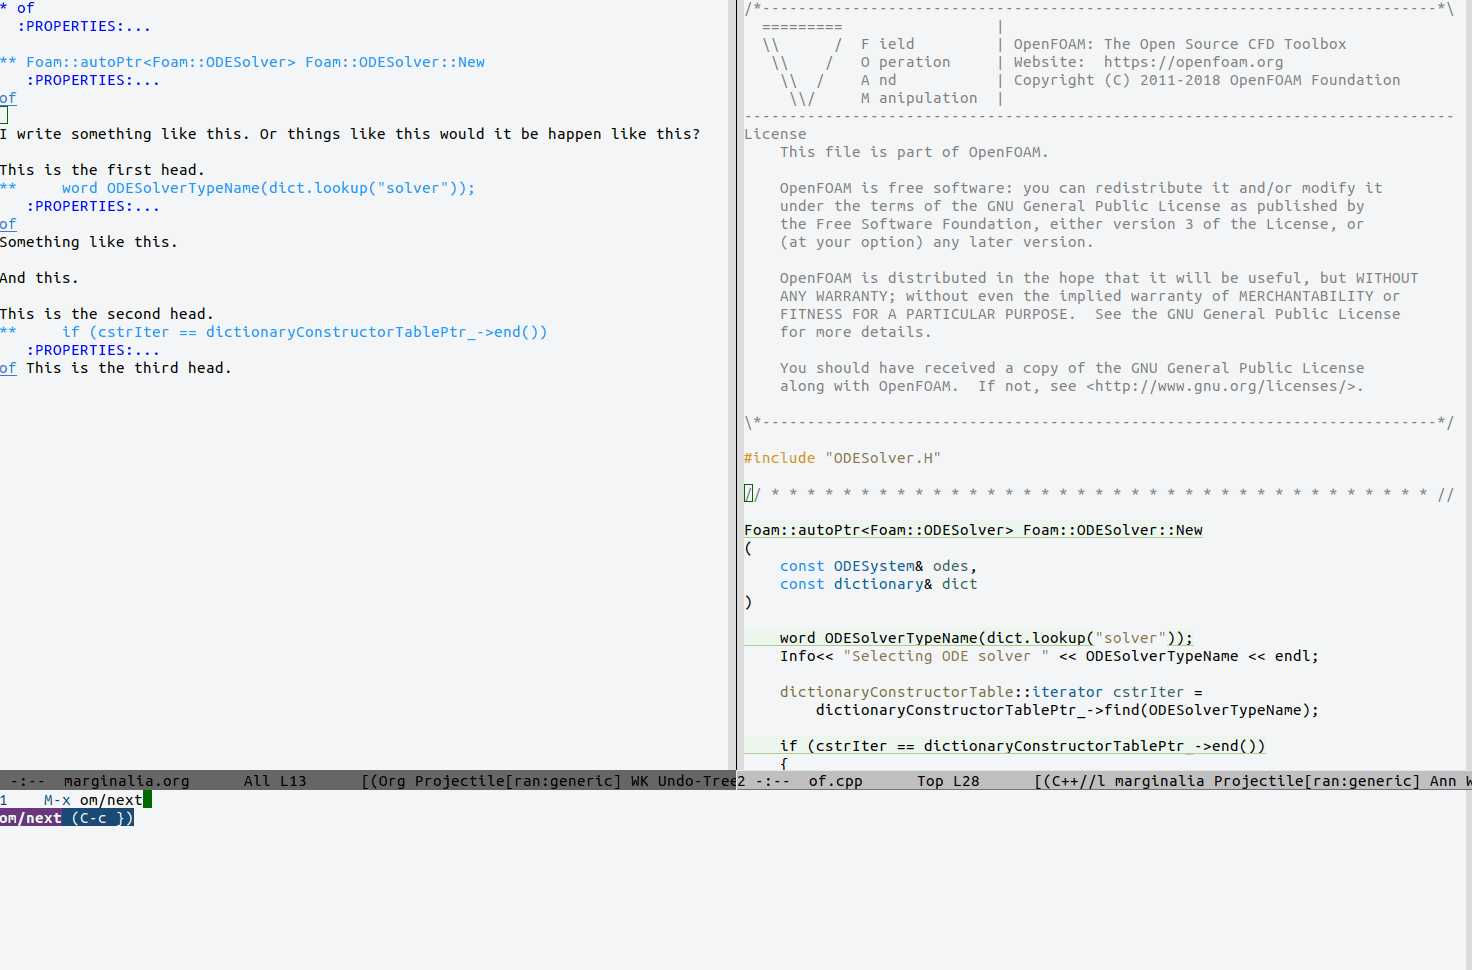 * of
  :PROPERTIES:...
** Foam::autoPtr<Foam::ODESolver> Foam::ODESolver::New
   :PROPERTIES:...
of
I write something like this. Or things like this would it be happen like this?
This is the first head.
**     word ODESolverTypeName(dict.lookup("solver"));
   :PROPERTIES:...
of
Something like this.
And this.
This is the second head.
**     if (cstrIter == dictionaryConstructorTablePtr_->end())
   :PROPERTIES:...
of This is the third head.
 -:--  marginalia.org      All L13      [(Org Projectile[ran:generic] WK Undo-Tree
/*---------------------------------------------------------------------------*\
  =========                 |
  \\      /  F ield         | OpenFOAM: The Open Source CFD Toolbox
   \\    /   O peration     | Website:  https://openfoam.org
    \\  /    A nd           | Copyright (C) 2011-2018 OpenFOAM Foundation
     \\/     M anipulation  |
-------------------------------------------------------------------------------
License
    This file is part of OpenFOAM.
    OpenFOAM is free software: you can redistribute it and/or modify it
    under the terms of the GNU General Public License as published by
    the Free Software Foundation, either version 3 of the License, or
    (at your option) any later version.
    OpenFOAM is distributed in the hope that it will be useful, but WITHOUT
    ANY WARRANTY; without even the implied warranty of MERCHANTABILITY or
    FITNESS FOR A PARTICULAR PURPOSE.  See the GNU General Public License
    for more details.
    You should have received a copy of the GNU General Public License
    along with OpenFOAM.  If not, see <http://www.gnu.org/licenses/>.
\*---------------------------------------------------------------------------*/
#include "ODESolver.H"
// * * * * * * * * * * * * * * * * * * * * * * * * * * * * * * * * * * * * * //
Foam::autoPtr<Foam::ODESolver> Foam::ODESolver::New
(
    const ODESystem& odes,
    const dictionary& dict
)
    word ODESolverTypeName(dict.lookup("solver"));
    Info<< "Selecting ODE solver " << ODESolverTypeName << endl;
    dictionaryConstructorTable::iterator cstrIter =
        dictionaryConstructorTablePtr_->find(ODESolverTypeName);
    if (cstrIter == dictionaryConstructorTablePtr_->end())
    {
2 -:--  of.cpp      Top L28      [(C++//l marginalia Projectile[ran:generic] Ann W
1    M-x om/next
om/next (C-c })